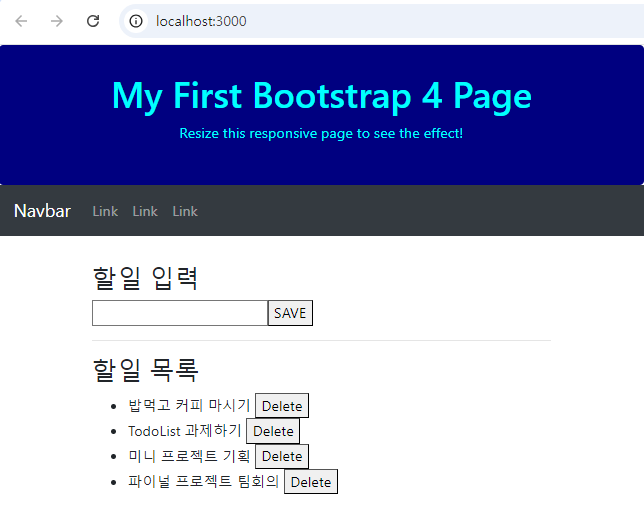 localhost:3000
My First Bootstrap 4 Page
Resize this responsive page to see the effect!
Navbar Link Link Link
할일 입력
SAVE
할일 목록
밥먹고 커피 마시기 Delete
TodoList 과제하기 Delete
미니 프로젝트 기획 Delete
파이널 프로젝트 팀회의 Delete